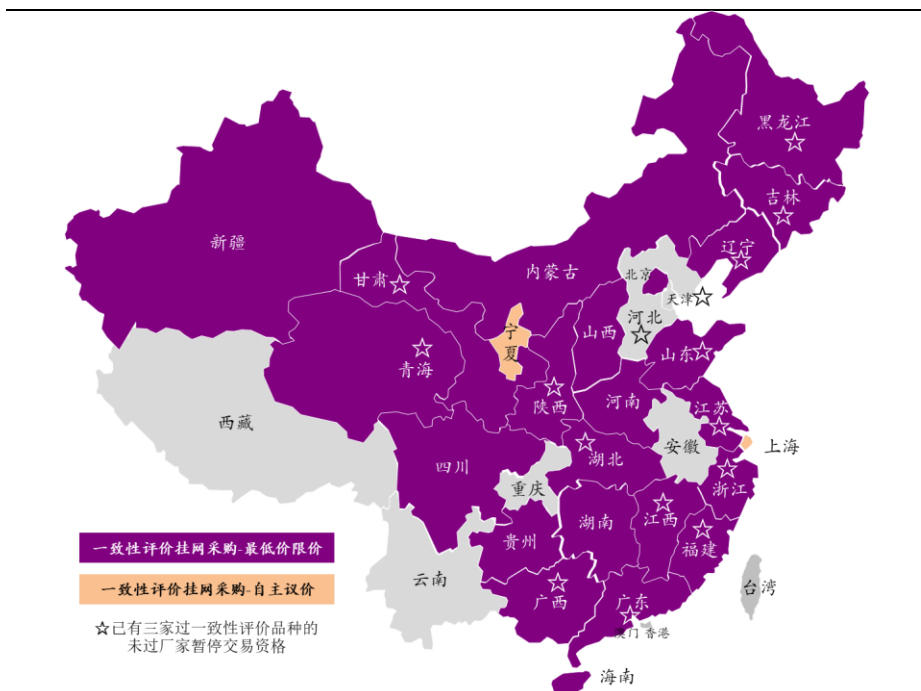 黑龙江
吉林
辽宁
新疆
内蒙古
北京
甘肃
天津
河北
宁夏
山西
山东
青海
陕西
河南
江苏
西藏
安徽
上海
四川
湖北
浙江
重庆
湖南
江西
贵州
福建
一致性评价挂网采购-最低价限价
云南
一致性评价挂网采购-自主议价
台湾
广西
广东
☆已有三家过一致性评价品种的
未过厂家暂停交易资格
澳门 香港
海南